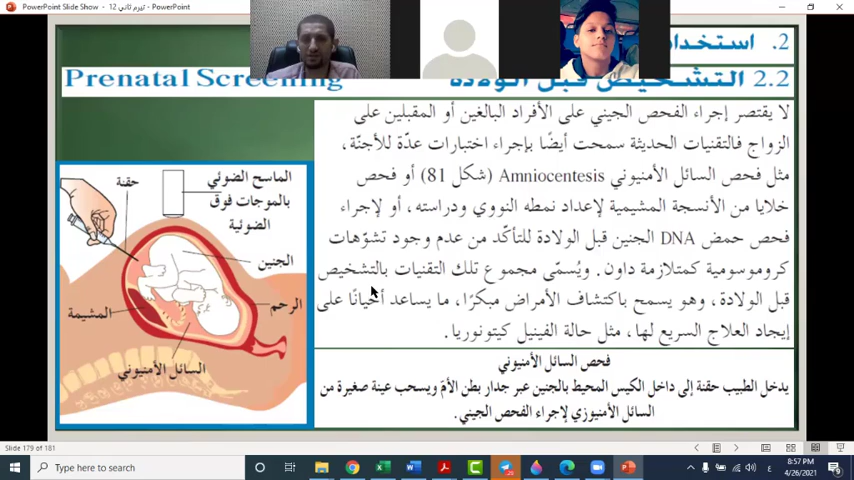 PowerPoint Slide Show - تيرم تاني 12 - PowerPoint
2. استخدا
2.2 التشخيص قبل الولادة Prenatal Screening
لا يقتصر إجراء الفحص الجيني على الأفراد البالغين أو المقبلين على
الزواج فالتقنيات الحديثة سمحت أيضًا بإجراء اختبارات عدّة للأجنّة،
مثل فحص السائل الأمنيوني Amniocentesis (شكل 81) أو فحص
خلايا من الأنسجة المشيمية لإعداد نمطه النووي ودراسته، أو لإجراء
فحص حمض DNA الجنين قبل الولادة للتأكّد من عدم وجود تشوّهات
كروموسومية كمتلازمة داون. ويُسمّى مجموع تلك التقنيات بالتشخيص
قبل الولادة، وهو يسمح باكتشاف الأمراض مبكرًا، ما يساعد أحيانًا على
إيجاد العلاج السريع لها، مثل حالة الفينيل كيتونوريا.
الماسح الضوئي
بالموجات فوق
الضوئية
حقنة
الجنين
الرحم
المشيمة
السائل الأمنيوني
فحص السائل الأمنيوني
يدخل الطبيب حقنة إلى داخل الكيس المحيط بالجنين عبر جدار بطن الأمّ ويسحب عينة صغيرة من
السائل الأمنيوزي لإجراء الفحص الجيني.
Slide 179 of 181
Type here to search
ع
8:57 PM
4/26/2021